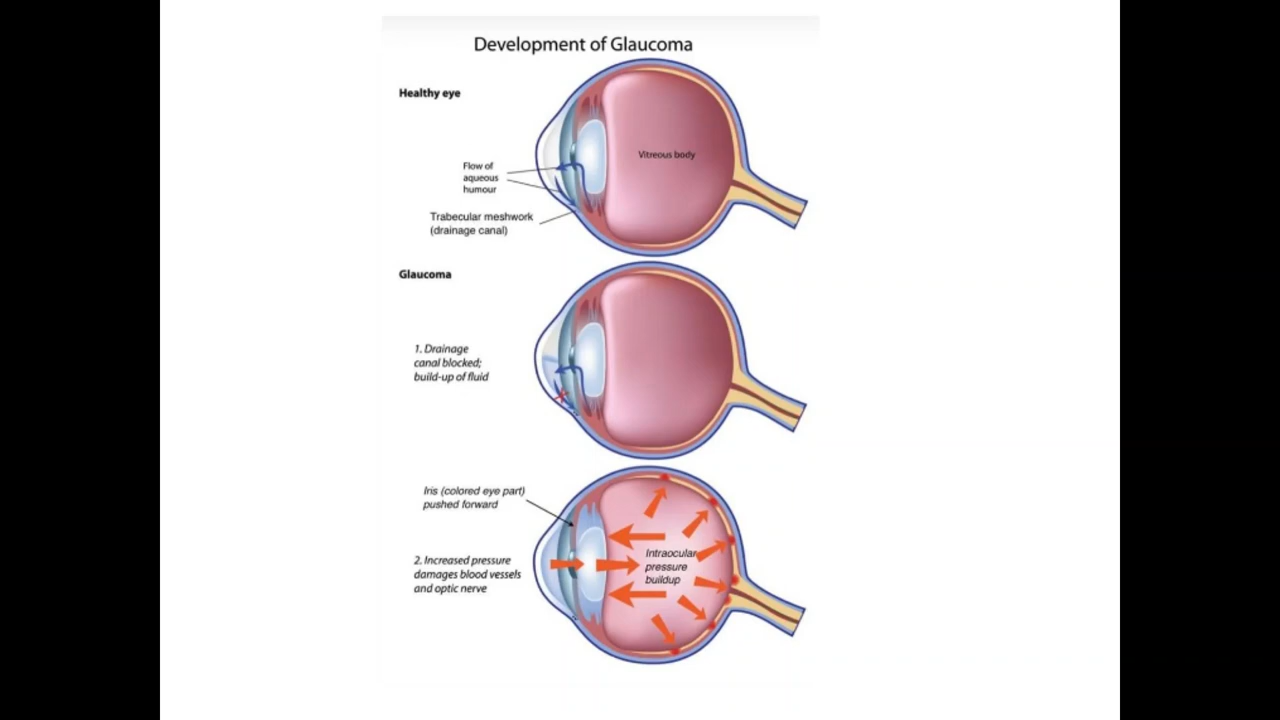 Development of Glaucoma
Healthy eye
Vitreous body
Flow of
aqueous
humour
Trabecular meshwork
(drainage canal)
Glaucoma
1. Drainage
canal blocked;
build-up of fluid
Iris (colored eye part)
pushed forward
Intraocular
pressure
buildup
2. Increased pressure
damages blood vessels
and optic nerve